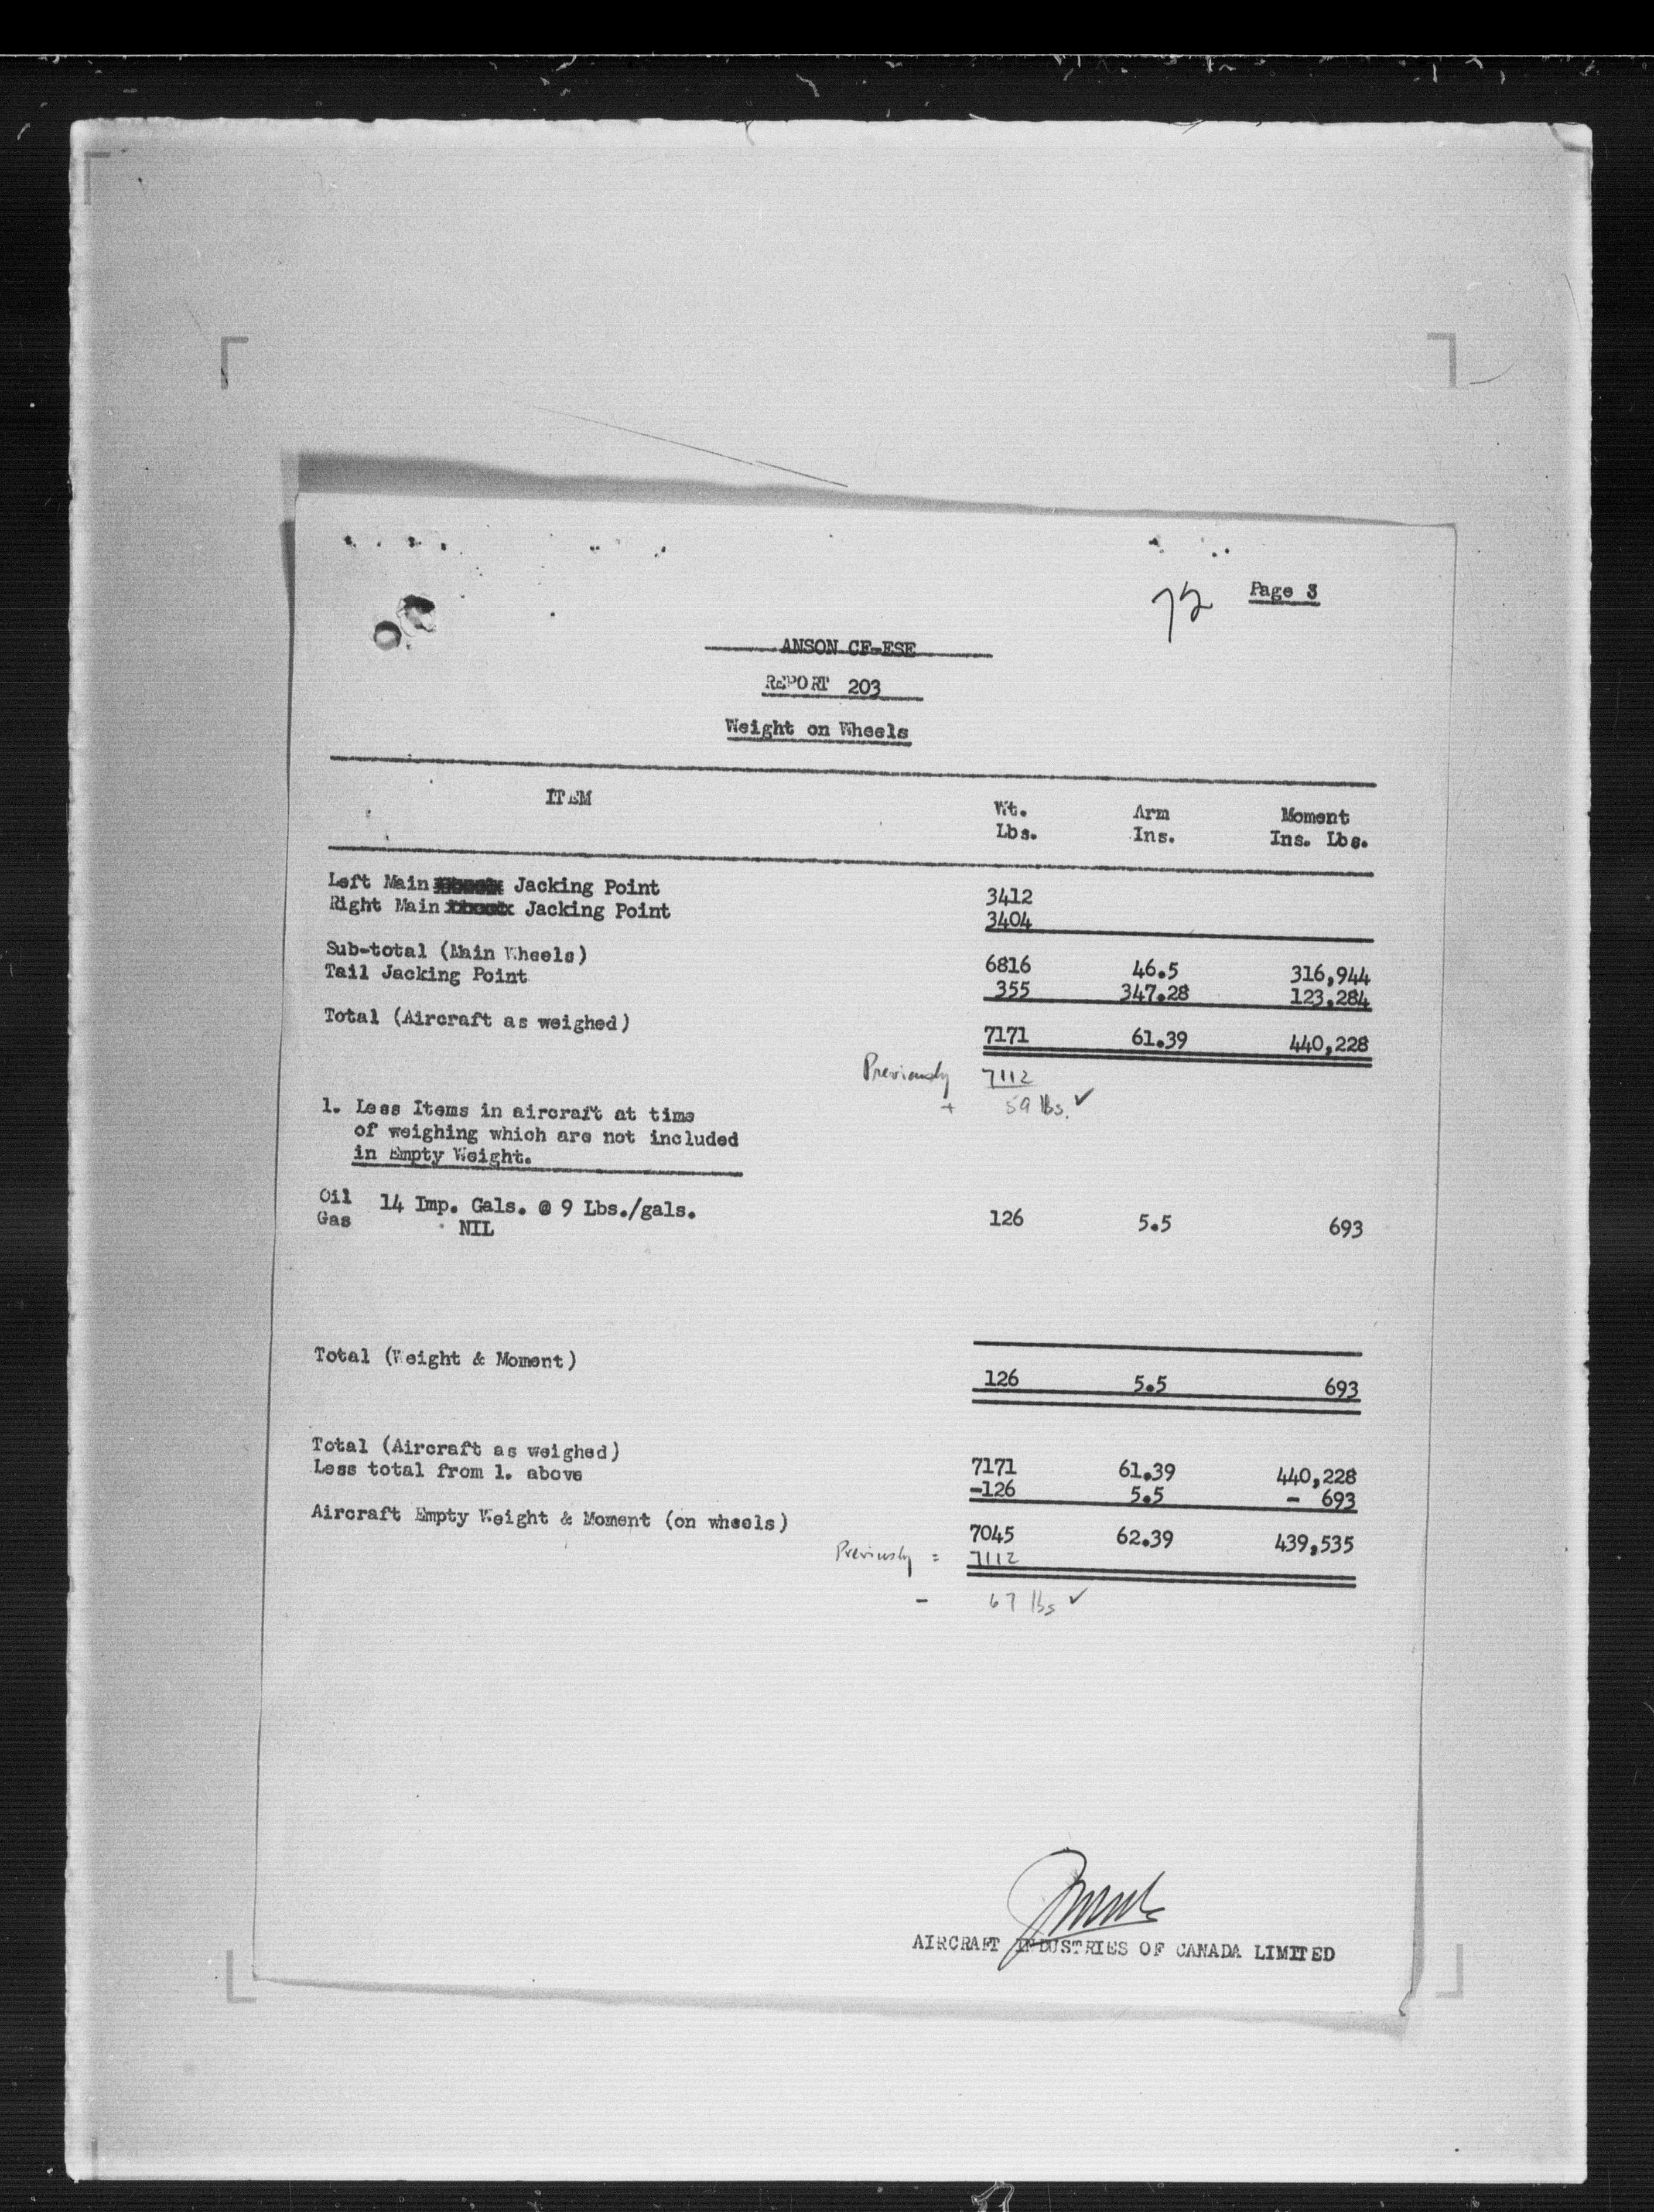 72 Page 3
ANSON CF-ESE
REPORT 203
Weight on Wheels
ITEM Wt. Lbs. Arm Ins. Moment Ins. Lbs.
Left Main Jacking Point 3412
Right Main Jacking Point 3404
Sub-total (Main Wheels) 6816 46.5 316,944
Tail Jacking Point 355 347.28 123,284
Total (Aircraft as weighed) 7171 61.39 440,228
Previously 7112
+ 59 lbs. ✓
1. Less Items in aircraft at time
of weighing which are not included
in Empty Weight.
Oil 14 Imp. Gals. @ 9 Lbs./gals. 126 5.5 693
Gas NIL
Total (Weight & Moment) 126 5.5 693
Total (Aircraft as weighed) 7171 61.39 440,228
Less total from 1. above -126 5.5 - 693
Aircraft Empty Weight & Moment (on wheels) 7045 62.39 439,535
Previously = 7112
- 67 lbs ✓
AIRCRAFT INDUSTRIES OF CANADA LIMITED